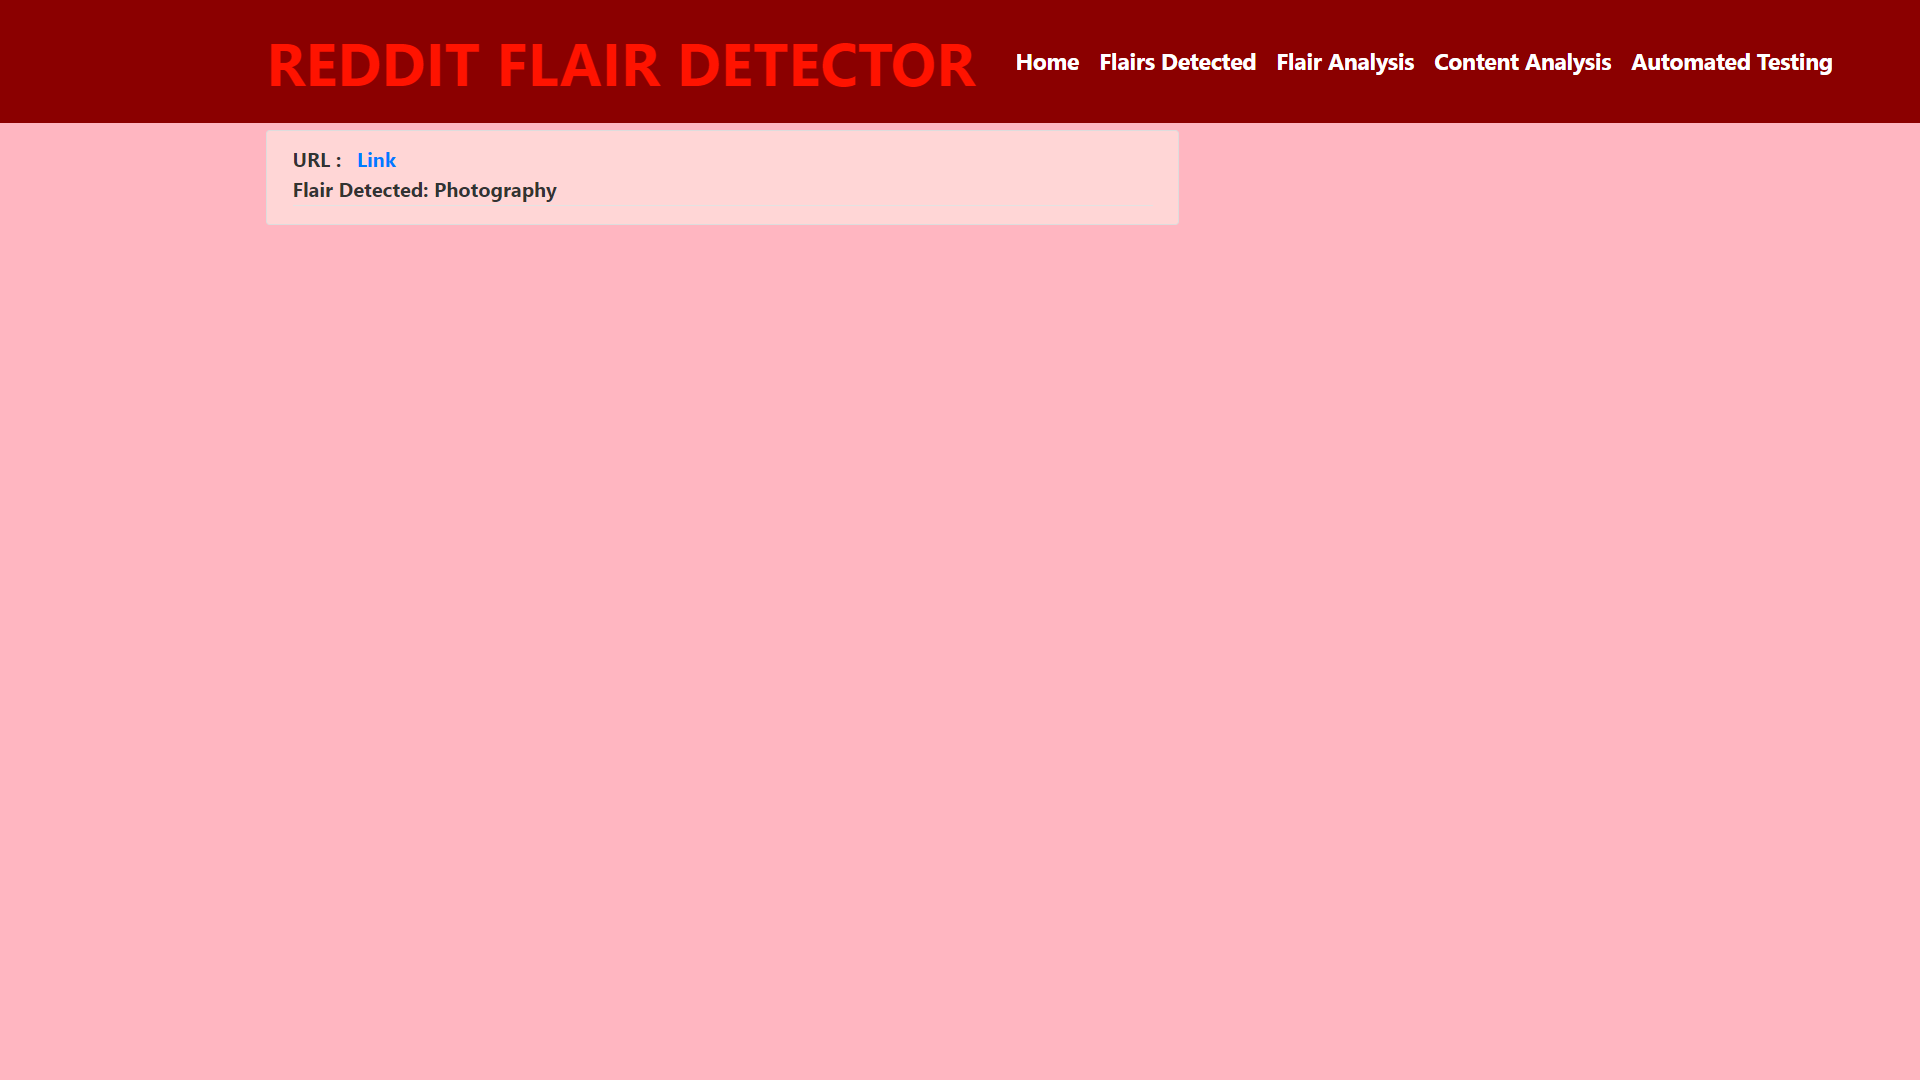 REDDIT FLAIR DETECTOR
Home Flairs Detected Flair Analysis Content Analysis Automated Testing
URL : Link
Flair Detected: Photography